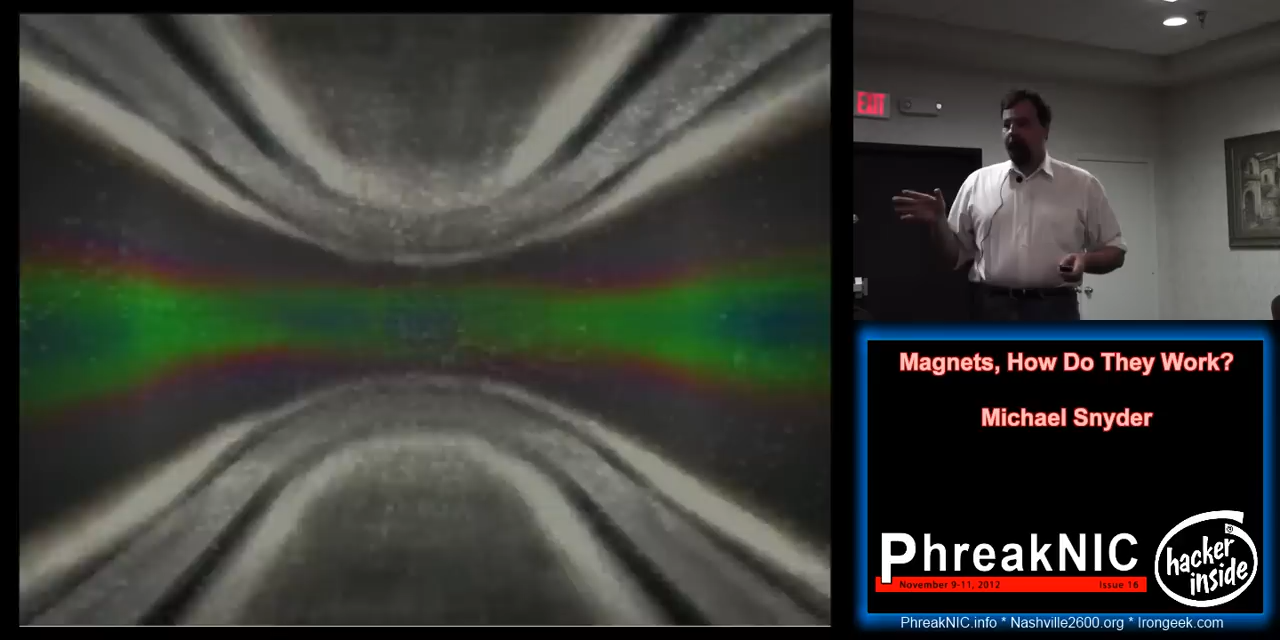 EXIT
Magnets, How Do They Work?
Michael Snyder
PhreakNIC
November 9-11, 2012 Issue 16
hacker
inside
PhreakNIC.info * Nashville2600.org * Irongeek.com